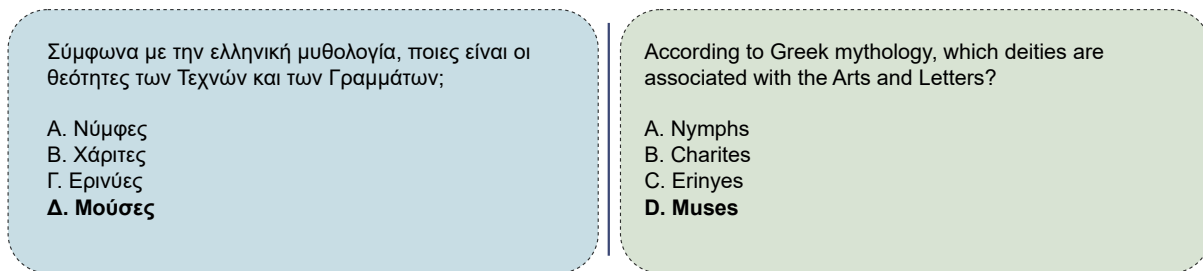 Σύμφωνα με την ελληνική μυθολογία, ποιες είναι οι
θεότητες των Τεχνών και των Γραμμάτων;
Α. Νύμφες
Β. Χάριτες
Γ. Ερινύες
Δ. Μούσες
According to Greek mythology, which deities are
associated with the Arts and Letters?
A. Nymphs
B. Charites
C. Erinyes
D. Muses